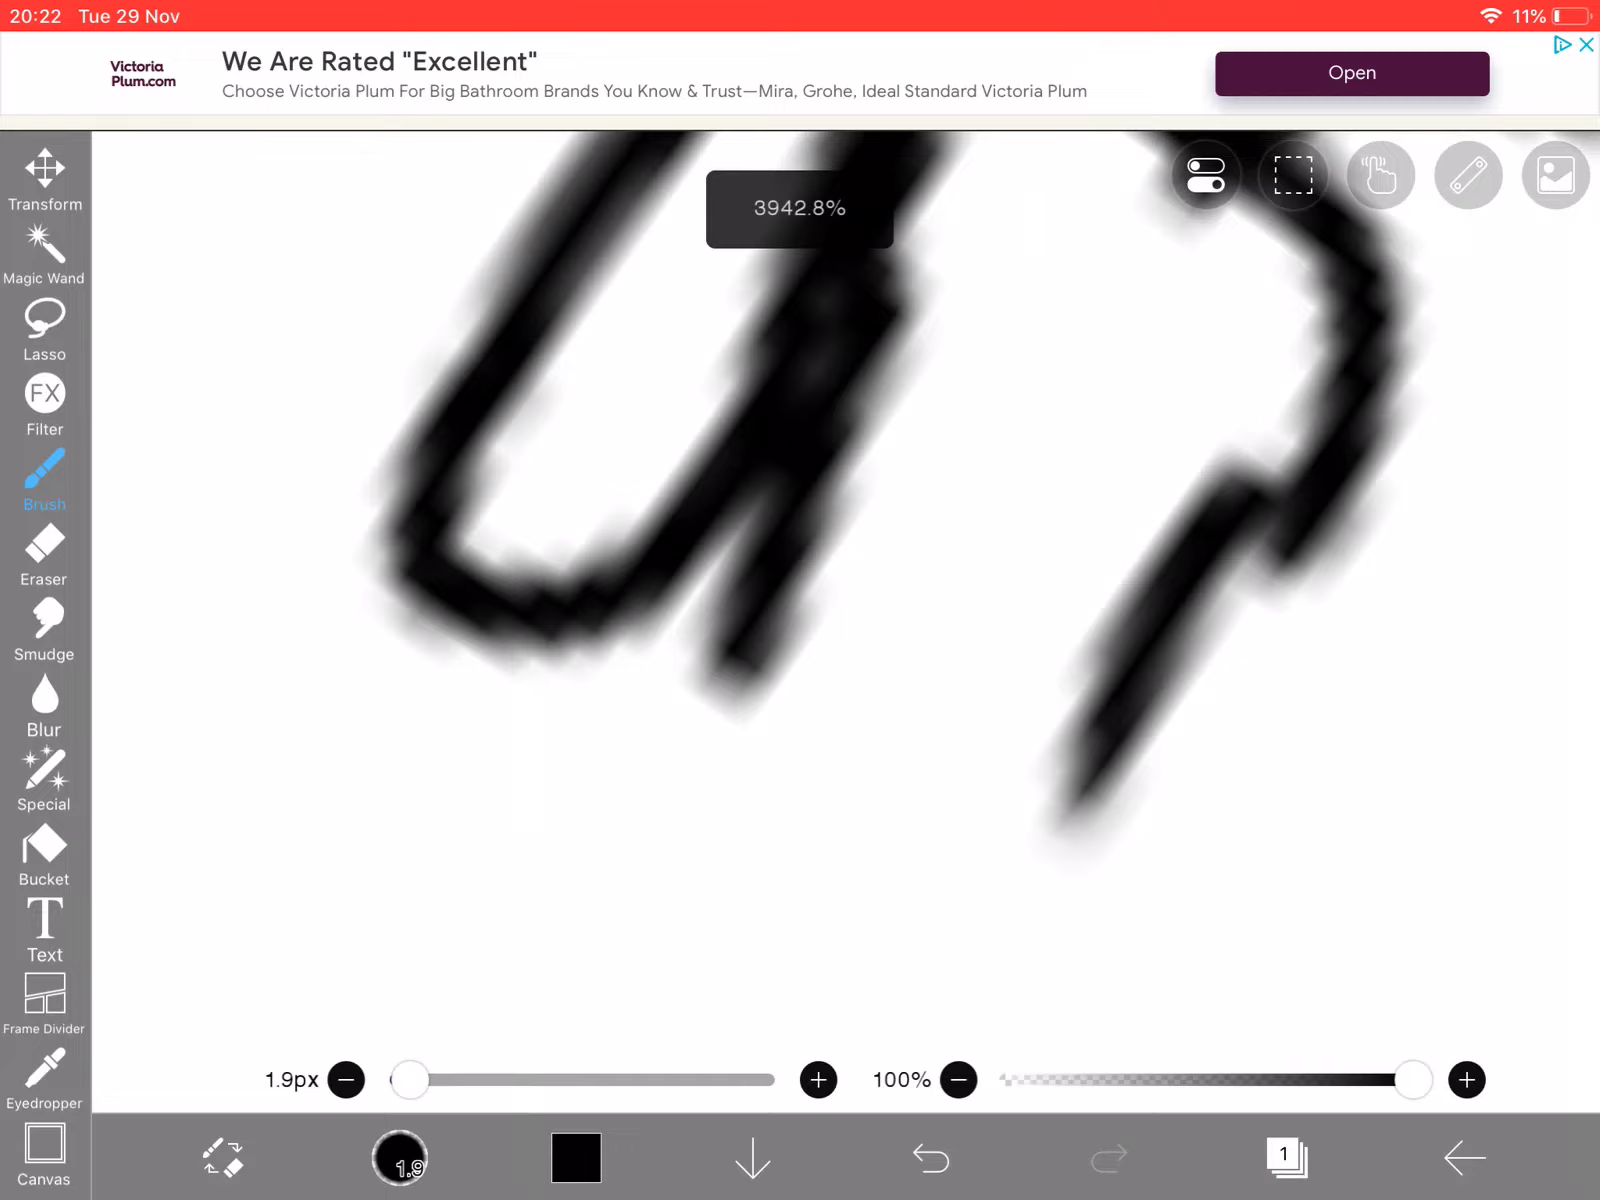 20:22 Tue 29 Nov
11%
Victoria
Plum.com
We Are Rated "Excellent"
Choose Victoria Plum For Big Bathroom Brands You Know & Trust—Mira, Grohe, Ideal Standard Victoria Plum
Open
3942.8%
Transform
Magic Wand
Lasso
FX
Filter
Brush
Eraser
Smudge
Blur
Special
Bucket
T
Text
Frame Divider
Eyedropper
Canvas
1.9px
100%
1.9
1